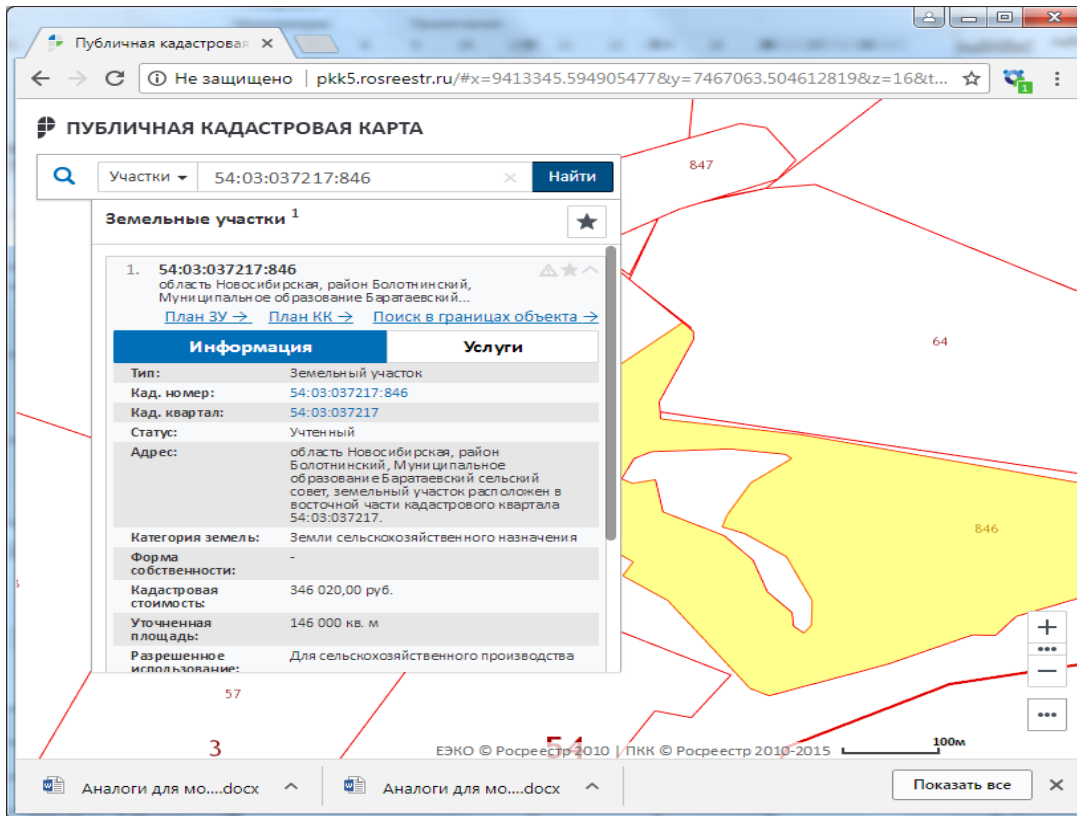 Публичная кадастровая
Не защищено | pkk5.rosreestr.ru/#x=9413345.594905477&y=7467063.504612819&z=16&t...
1
ПУБЛИЧНАЯ КАДАСТРОВАЯ КАРТА
Участки 54:03:037217:846 Найти
Земельные участки 1
1. 54:03:037217:846
область Новосибирская, район Болотнинский,
Муниципальное образование Баратаевский...
План ЗУ → План КК → Поиск в границах объекта →
Информация Услуги
Тип: Земельный участок
Кад. номер: 54:03:037217:846
Кад. квартал: 54:03:037217
Статус: Учтенный
Адрес: область Новосибирская, район
Болотнинский, Муниципальное
образование Баратаевский сельский
совет, земельный участок расположен в
восточной части кадастрового квартала
54:03:037217.
Категория земель: Земли сельскохозяйственного назначения
Форма собственности: -
Кадастровая стоимость: 346 020,00 руб.
Уточненная площадь: 146 000 кв. м
Разрешенное использование: Для сельскохозяйственного производства
847
64
846
57
3
54
ЕЭКО © Росреестр 2010 | ПКК © Росреестр 2010-2015
100м
Аналоги для мо....docx
Аналоги для мо....docx
Показать все